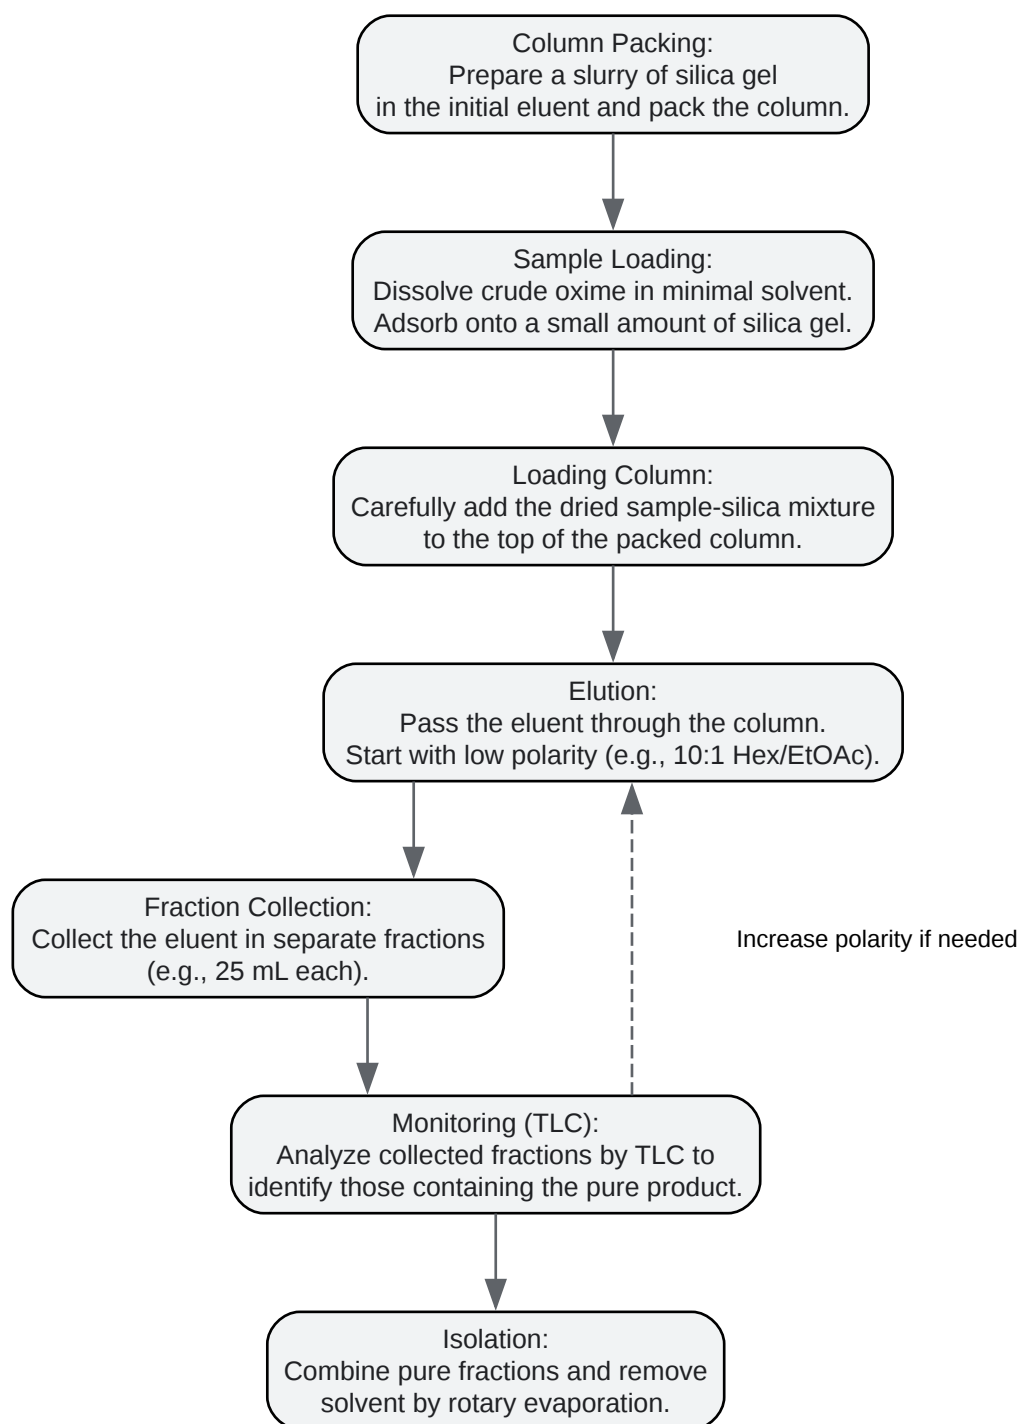 Column Packing:
Prepare a slurry of silica gel
in the initial eluent and pack the column.
Sample Loading:
Dissolve crude oxime in minimal solvent.
Adsorb onto a small amount of silica gel.
Loading Column:
Carefully add the dried sample-silica mixture
to the top of the packed column.
Elution:
Pass the eluent through the column.
Start with low polarity (e.g., 10:1 Hex/EtOAc).
Fraction Collection:
Collect the eluent in separate fractions
(e.g., 25 mL each).
Increase polarity if needed
Monitoring (TLC):
Analyze collected fractions by TLC to
identify those containing the pure product.
Isolation:
Combine pure fractions and remove
solvent by rotary evaporation.